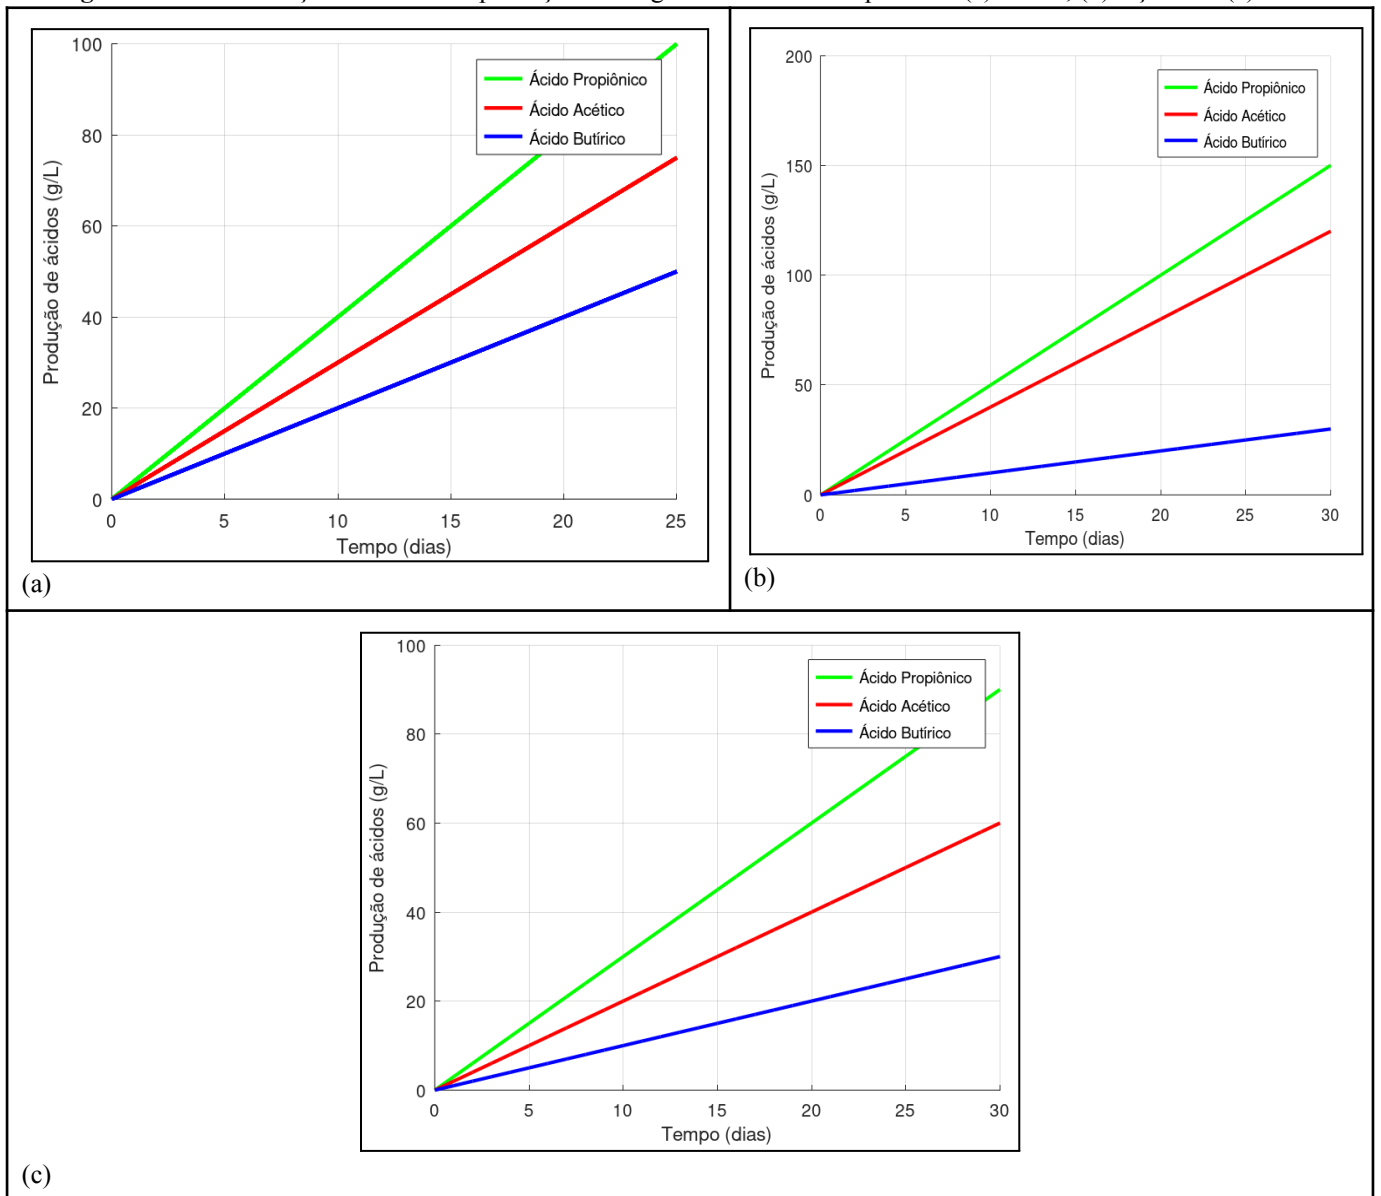 100
80
60
40
20
0
0 5 10 15 20 25
Produção de ácidos (g/L)
Tempo (dias)
Ácido Propiônico
Ácido Acético
Ácido Butírico
(a)
200
150
100
50
0
0 5 10 15 20 25 30
Produção de ácidos (g/L)
Tempo (dias)
Ácido Propiônico
Ácido Acético
Ácido Butírico
(b)
100
80
60
40
20
0
0 5 10 15 20 25 30
Produção de ácidos (g/L)
Tempo (dias)
Ácido Propiônico
Ácido Acético
Ácido Butírico
(c)